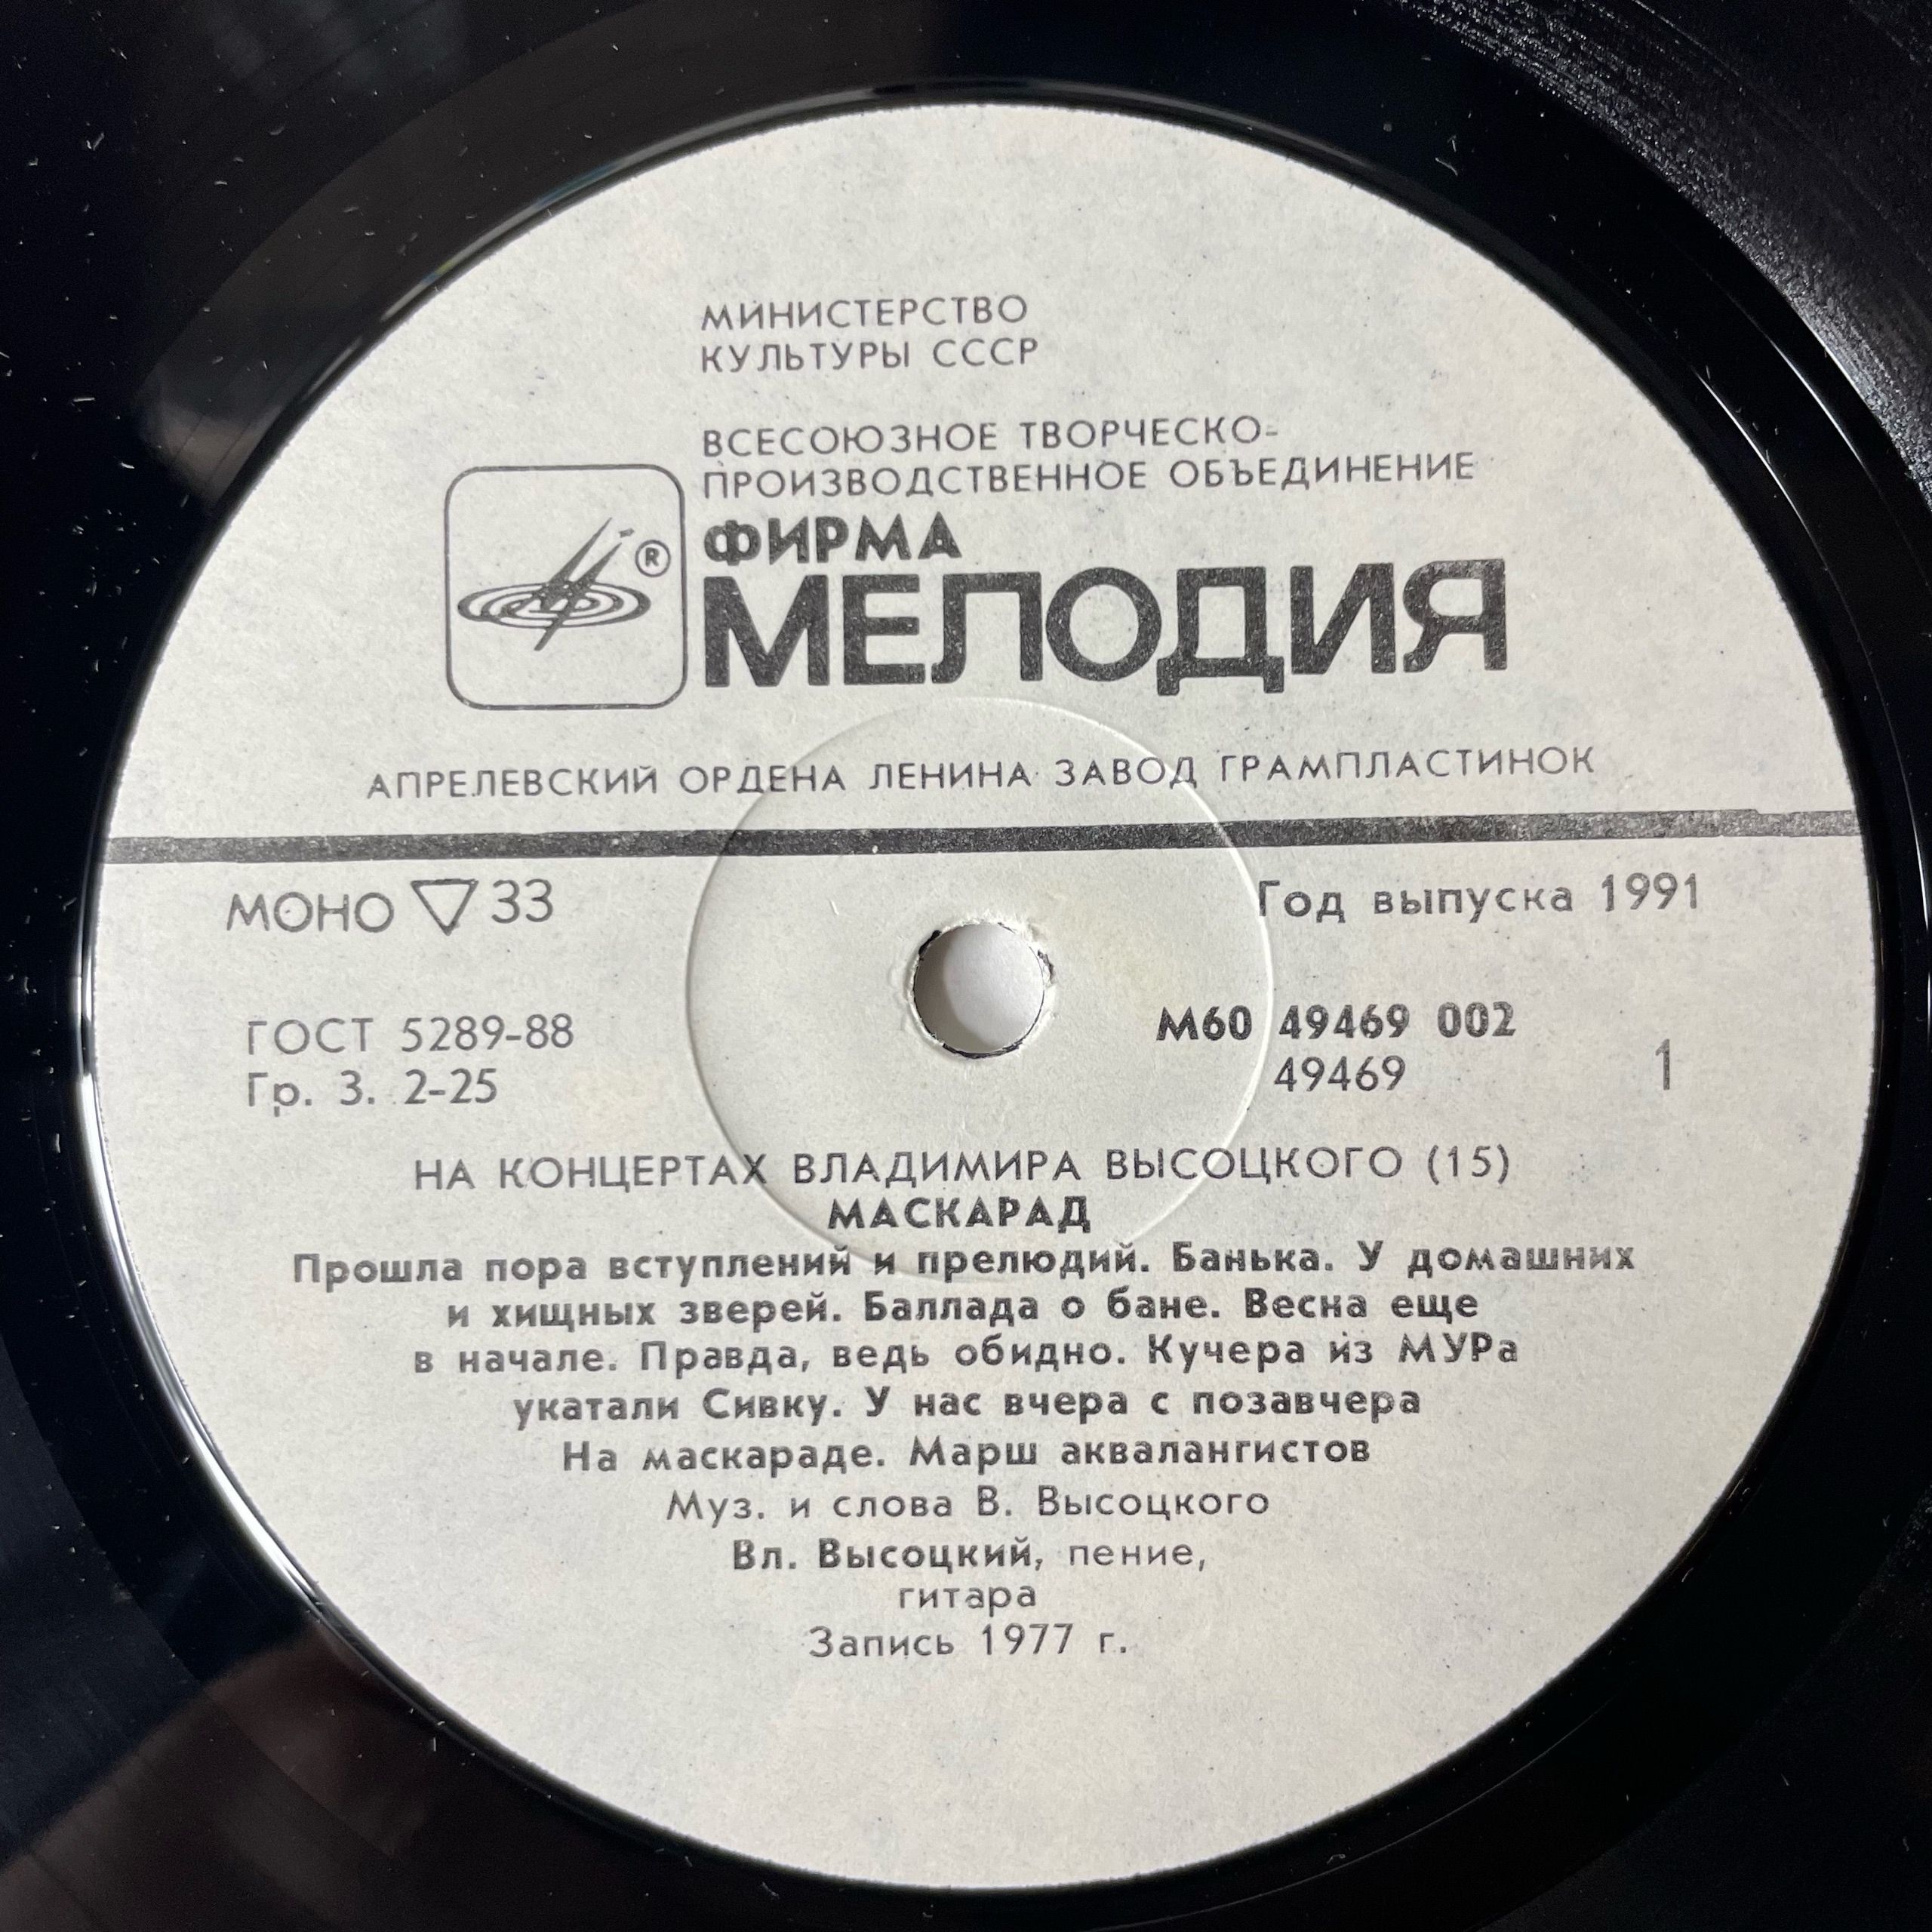 МИНИСТЕРСТВО
КУЛЬТУРЫ СССР
ВСЕСОЮЗНОЕ ТВОРЧЕСКО-
ПРОИЗВОДСТВЕННОЕ ОБЪЕДИНЕНИЕ
ФИРМА
®
МЕЛОДИЯ
АПРЕЛЕВСКИЙ ОРДЕНА ЛЕНИНА ЗАВОД ГРАМПЛАСТИНОК
МОНО ▽ 33
Год выпуска 1991
ГОСТ 5289-88
Гр. 3. 2-25
М60 49469 002
49469
1
НА КОНЦЕРТАХ ВЛАДИМИРА ВЫСОЦКОГО (15)
МАСКАРАД
Прошла пора вступлений и прелюдий. Банька. У домашних
и хищных зверей. Баллада о бане. Весна еще
в начале. Правда, ведь обидно. Кучера из МУРа
укатали Сивку. У нас вчера с позавчера
На маскараде. Марш аквалангистов
Муз. и слова В. Высоцкого
Вл. Высоцкий, пение,
гитара
Запись 1977 г.